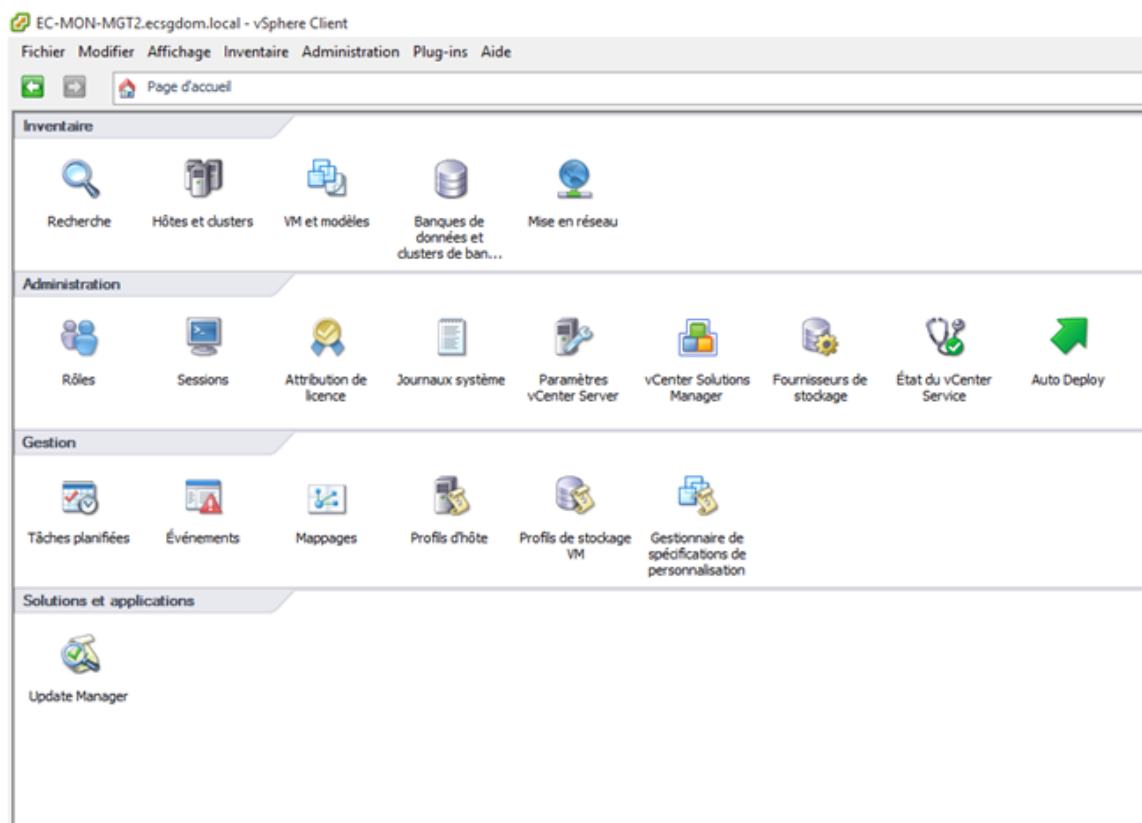 EC-MON-MGT2.ecsgdom.local - vSphere Client
Fichier Modifier Affichage Inventaire Administration Plug-ins Aide
Page d'accueil
Inventaire
Recherche
Hôtes et clusters
VM et modèles
Banques de
données et
clusters de ban...
Mise en réseau
Administration
Rôles
Sessions
Attribution de
licence
Journaux système
Paramètres
vCenter Server
vCenter Solutions
Manager
Fournisseurs de
stockage
État du vCenter
Service
Auto Deploy
Gestion
Tâches planifiées
Événements
Mappages
Profils d'hôte
Profils de stockage
VM
Gestionnaire de
spécifications de
personnalisation
Solutions et applications
Update Manager